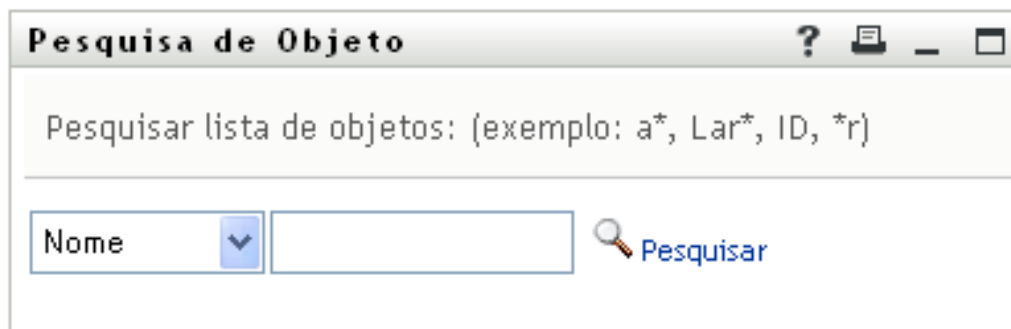 Pesquisa de Objeto ?
Pesquisar lista de objetos: (exemplo: a*, Lar*, ID, *r)
Nome Pesquisar